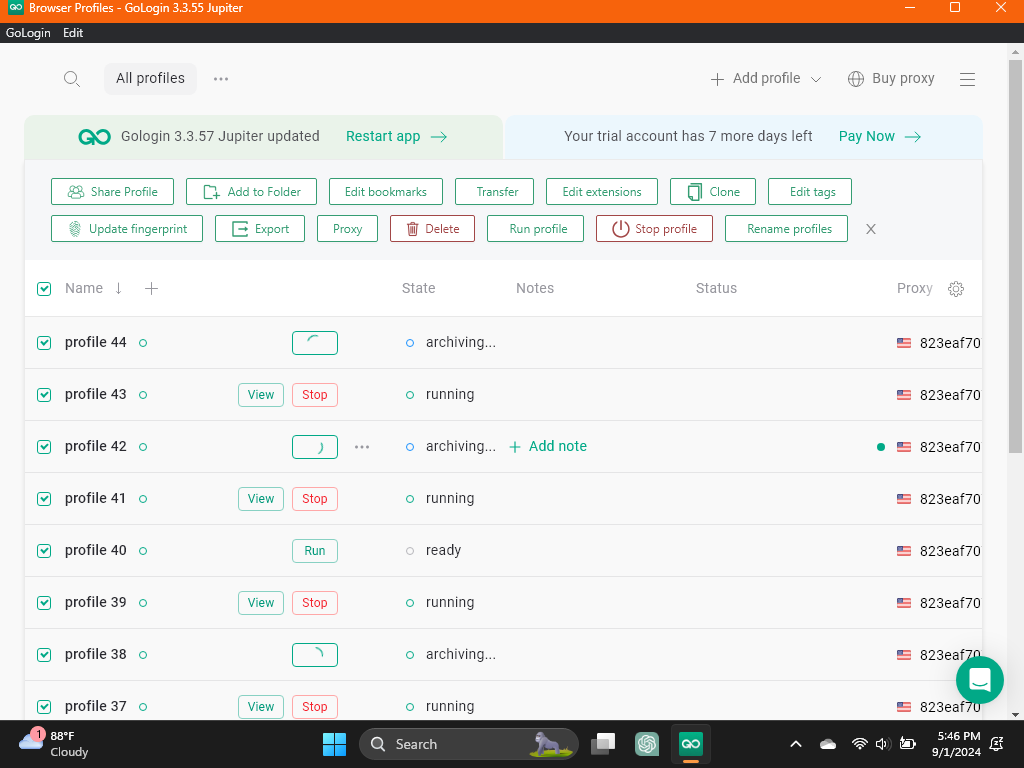 Browser Profiles - GoLogin 3.3.55 Jupiter
GoLogin Edit
All profiles
Add profile
Buy proxy
Gologin 3.3.57 Jupiter updated Restart app
Your trial account has 7 more days left Pay Now
Share Profile Add to Folder Edit bookmarks Transfer Edit extensions Clone Edit tags
Update fingerprint Export Proxy Delete Run profile Stop profile Rename profiles X
Name State Notes Status Proxy
profile 44 archiving... 823eaf70
profile 43 View Stop running 823eaf70
profile 42 archiving... Add note 823eaf70
profile 41 View Stop running 823eaf70
profile 40 Run ready 823eaf70
profile 39 View Stop running 823eaf70
profile 38 archiving... 823eaf70
profile 37 View Stop running 823eaf70
1
88°F
Cloudy
Search
5:46 PM
9/1/2024